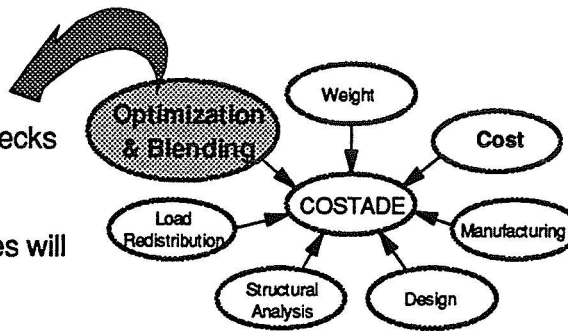 ecks
es will
Optimization
& Blending
Weight
Cost
COSTADE
Load
Redistribution
Manufacturing
Structural
Analysis
Design